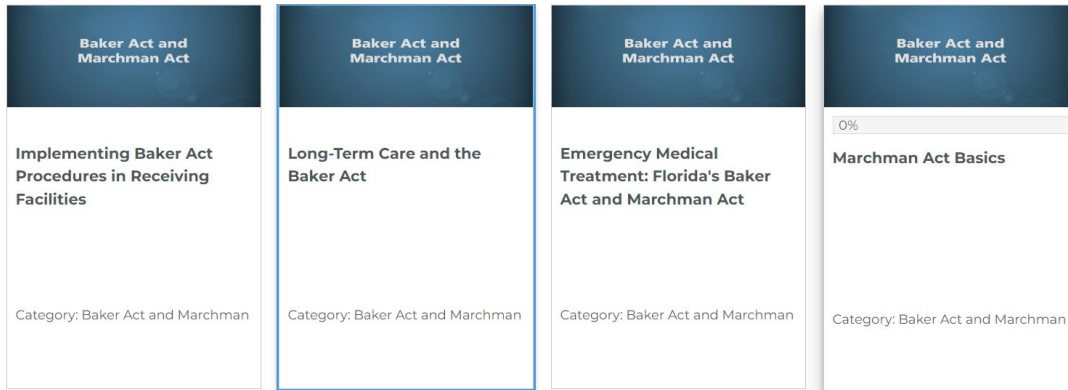 Baker Act and
Marchman Act
Implementing Baker Act
Procedures in Receiving
Facilities
Category: Baker Act and Marchman
Baker Act and
Marchman Act
Long-Term Care and the
Baker Act
Category: Baker Act and Marchman
Baker Act and
Marchman Act
Emergency Medical
Treatment: Florida's Baker
Act and Marchman Act
Category: Baker Act and Marchman
Baker Act and
Marchman Act
0%
Marchman Act Basics
Category: Baker Act and Marchman